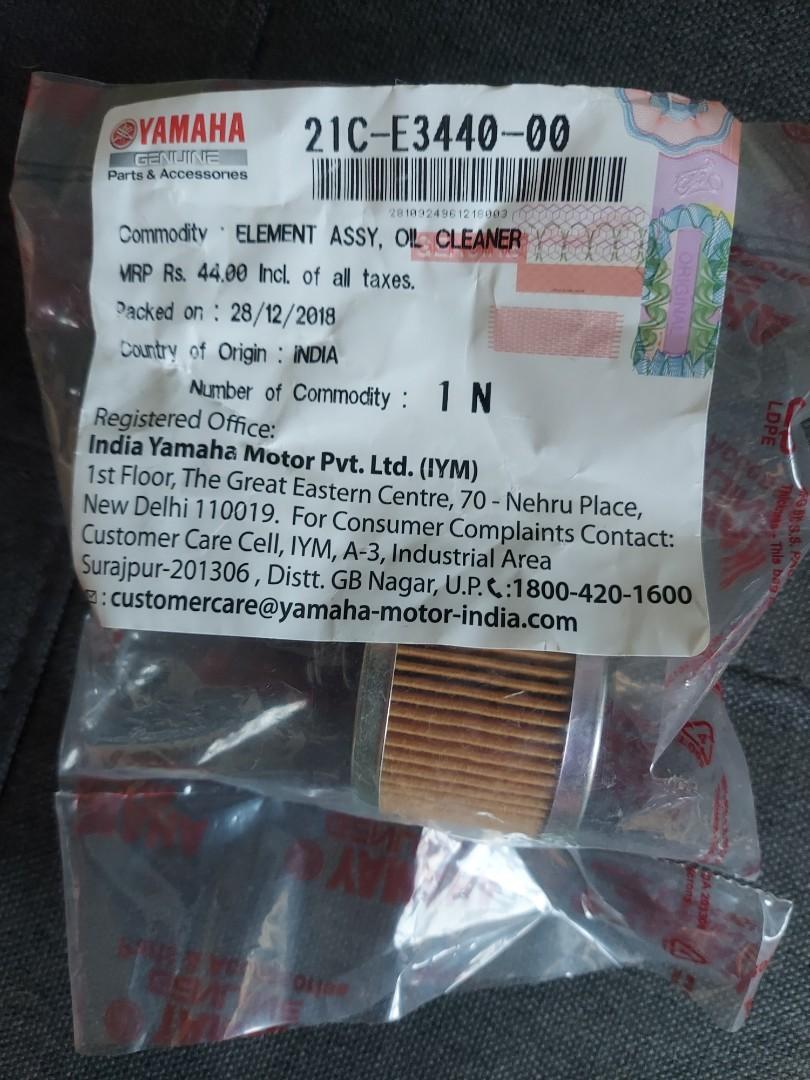 YAMAHA
GENUINE
Parts & Accessories
21C-E3440-00
2810924961218003
Commodity : ELEMENT ASSY, OIL CLEANER
MRP Rs. 44.00 Incl. of all taxes.
Packed on : 28/12/2018
Country of Origin : INDIA
Number of Commodity : 1 N
ORIGINAL
Registered Office:
India Yamaha Motor Pvt. Ltd. (IYM)
1st Floor, The Great Eastern Centre, 70 - Nehru Place,
New Delhi 110019. For Consumer Complaints Contact:
Customer Care Cell, IYM, A-3, Industrial Area
Surajpur-201306 , Distt. GB Nagar, U.P. :1800-420-1600
: customercare@yamaha-motor-india.com
LDPE